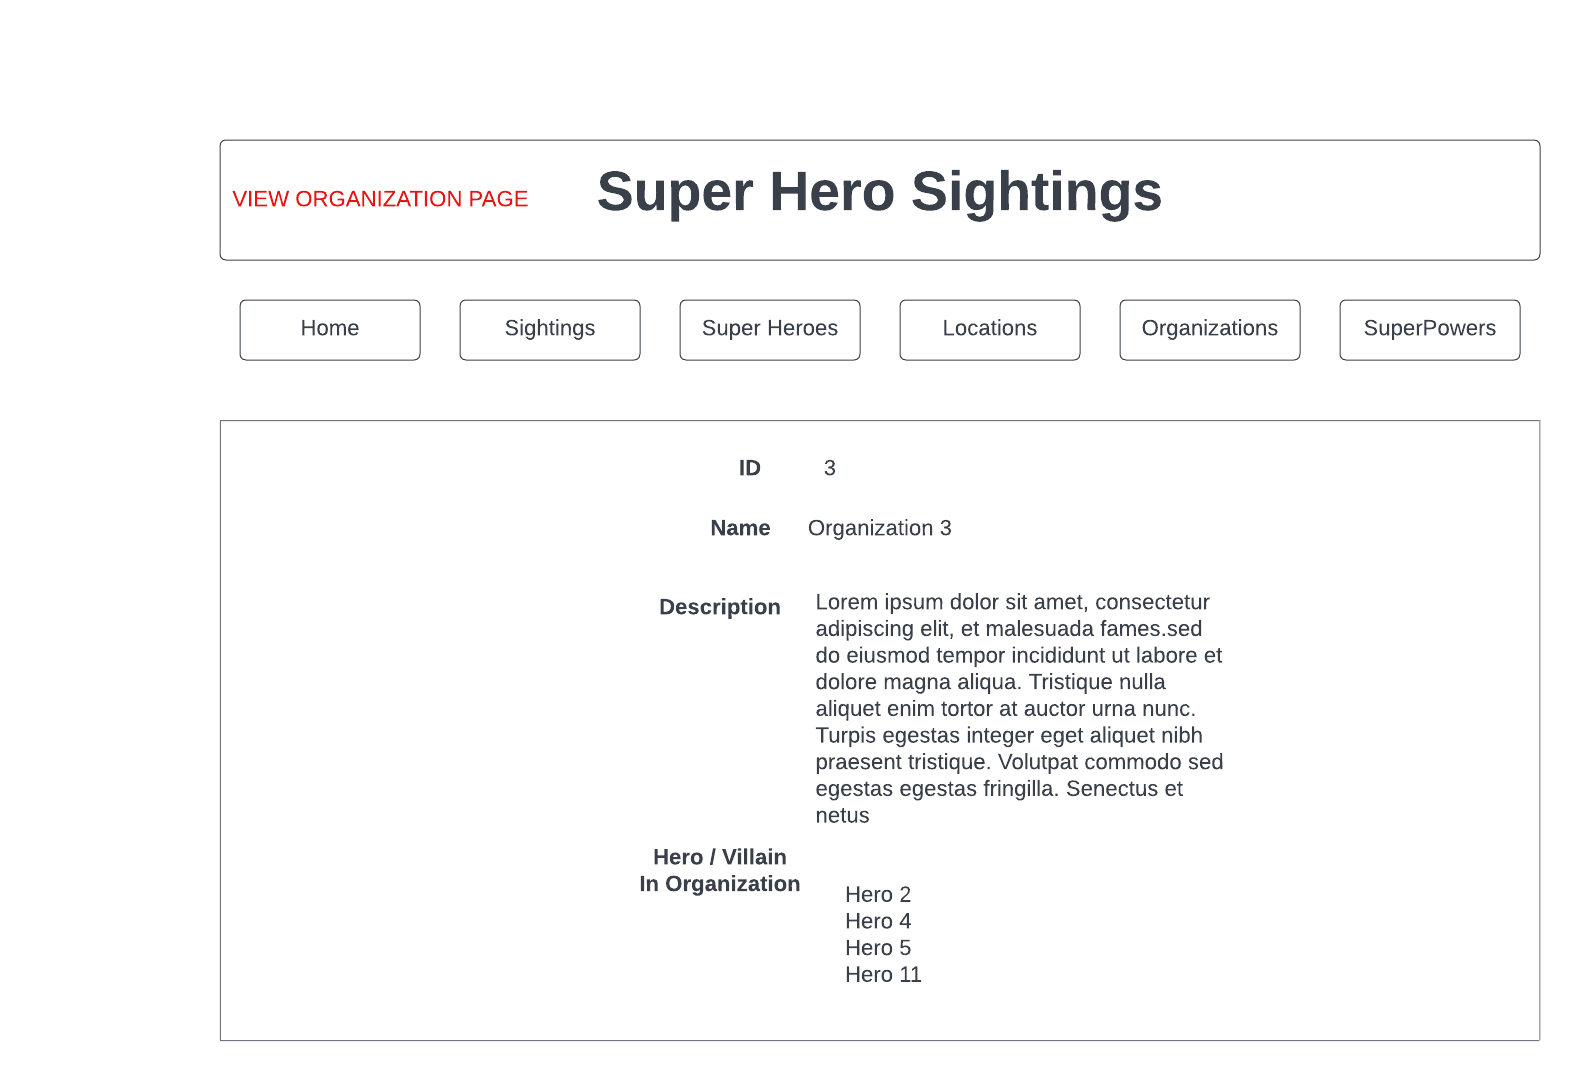 VIEW ORGANIZATION PAGE
Super Hero Sightings
Home
Sightings
Super Heroes
Locations
Organizations
SuperPowers
ID
3
Name
Organization 3
Description
Lorem ipsum dolor sit amet, consectetur
adipiscing elit, et malesuada fames.sed
do eiusmod tempor incididunt ut labore et
dolore magna aliqua. Tristique nulla
aliquet enim tortor at auctor urna nunc.
Turpis egestas integer eget aliquet nibh
praesent tristique. Volutpat commodo sed
egestas egestas fringilla. Senectus et
netus
Hero / Villain
In Organization
Hero 2
Hero 4
Hero 5
Hero 11